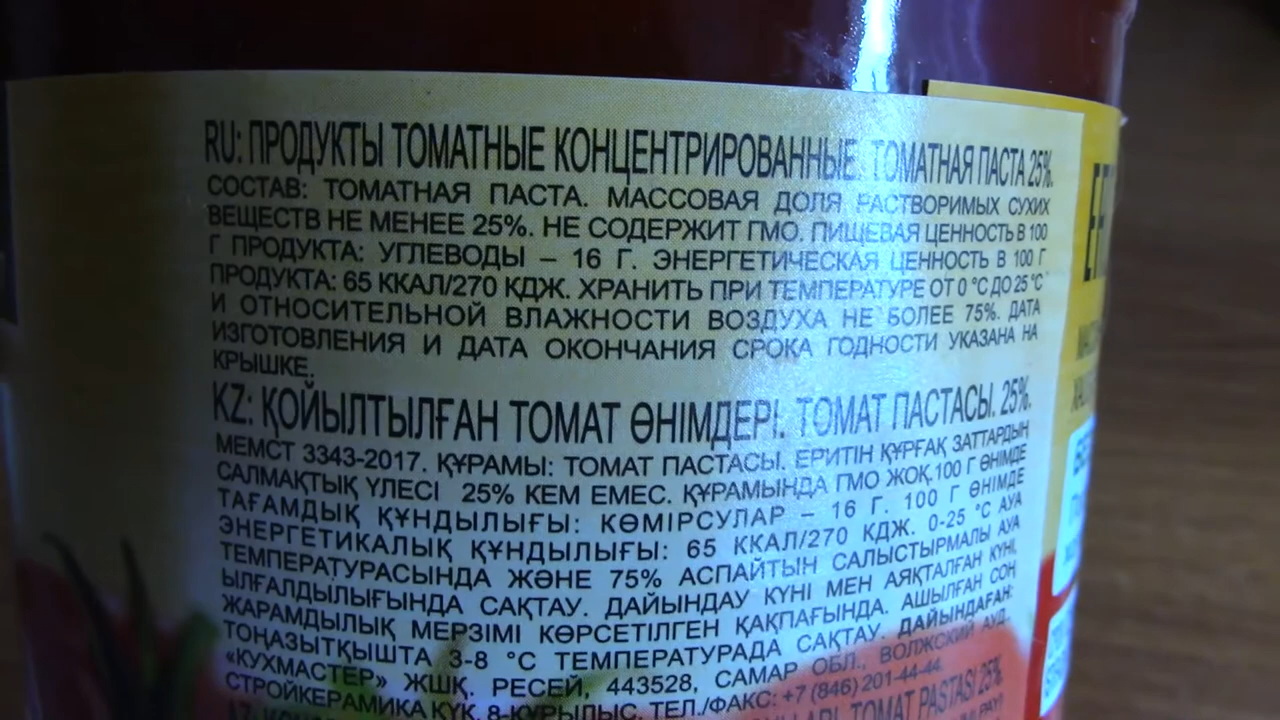 RU: ПРОДУКТЫ ТОМАТНЫЕ КОНЦЕНТРИРОВАННЫЕ. ТОМАТНАЯ ПАСТА 25%.
СОСТАВ: ТОМАТНАЯ ПАСТА. МАССОВАЯ ДОЛЯ РАСТВОРИМЫХ СУХИХ
ВЕЩЕСТВ НЕ МЕНЕЕ 25%. НЕ СОДЕРЖИТ ГМО. ПИЩЕВАЯ ЦЕННОСТЬ В 100
Г ПРОДУКТА: УГЛЕВОДЫ – 16 Г. ЭНЕРГЕТИЧЕСКАЯ ЦЕННОСТЬ В 100 Г
ПРОДУКТА: 65 ККАЛ/270 КДЖ. ХРАНИТЬ ПРИ ТЕМПЕРАТУРЕ ОТ 0 °С ДО 25 °С
И ОТНОСИТЕЛЬНОЙ ВЛАЖНОСТИ ВОЗДУХА НЕ БОЛЕЕ 75%. ДАТА
ИЗГОТОВЛЕНИЯ И ДАТА ОКОНЧАНИЯ СРОКА ГОДНОСТИ УКАЗАНА НА
КРЫШКЕ.
KZ: ҚОЙЫЛТЫЛҒАН ТОМАТ ӨНІМДЕРІ. ТОМАТ ПАСТАСЫ. 25%.
МЕМСТ 3343-2017. ҚҰРАМЫ: ТОМАТ ПАСТАСЫ. ЕРИТІН ҚҰРҒАҚ ЗАТТАРДЫҢ
САЛМАҚТЫҚ ҮЛЕСІ 25% КЕМ ЕМЕС. ҚҰРАМЫНДА ГМО ЖОҚ.100 Г ӨНІМДЕ
ТАҒАМДЫҚ ҚҰНДЫЛЫҒЫ: КӨМІРСУЛАР – 16 Г. 100 Г ӨНІМДЕ
ЭНЕРГЕТИКАЛЫҚ ҚҰНДЫЛЫҒЫ: 65 ККАЛ/270 КДЖ. 0-25 °С АУА
ТЕМПЕРАТУРАСЫНДА ЖӘНЕ 75% АСПАЙТЫН САЛЫСТЫРМАЛЫ АУА
ЫЛҒАЛДЫЛЫҒЫНДА САҚТАУ. ДАЙЫНДАУ КҮНІ МЕН АЯҚТАЛҒАН КҮНІ,
ЖАРАМДЫЛЫҚ МЕРЗІМІ КӨРСЕТІЛГЕН ҚАҚПАҒЫНДА. АШЫЛҒАН СОҢ
ТОҢАЗЫТҚЫШТА 3-8 °С ТЕМПЕРАТУРАДА САҚТАУ. ДАЙЫНДАҒАН:
«КУХМАСТЕР» ЖШҚ. РЕСЕЙ, 443528, САМАР ОБЛ., ВОЛЖСКИЙ АУД.,
СТРОЙКЕРАМИКА КҮК, 8-ҚҰРЫЛЫС, ТЕЛ./ФАКС: +7 (846) 201-44-44.
TOMAT PASTASI 25%